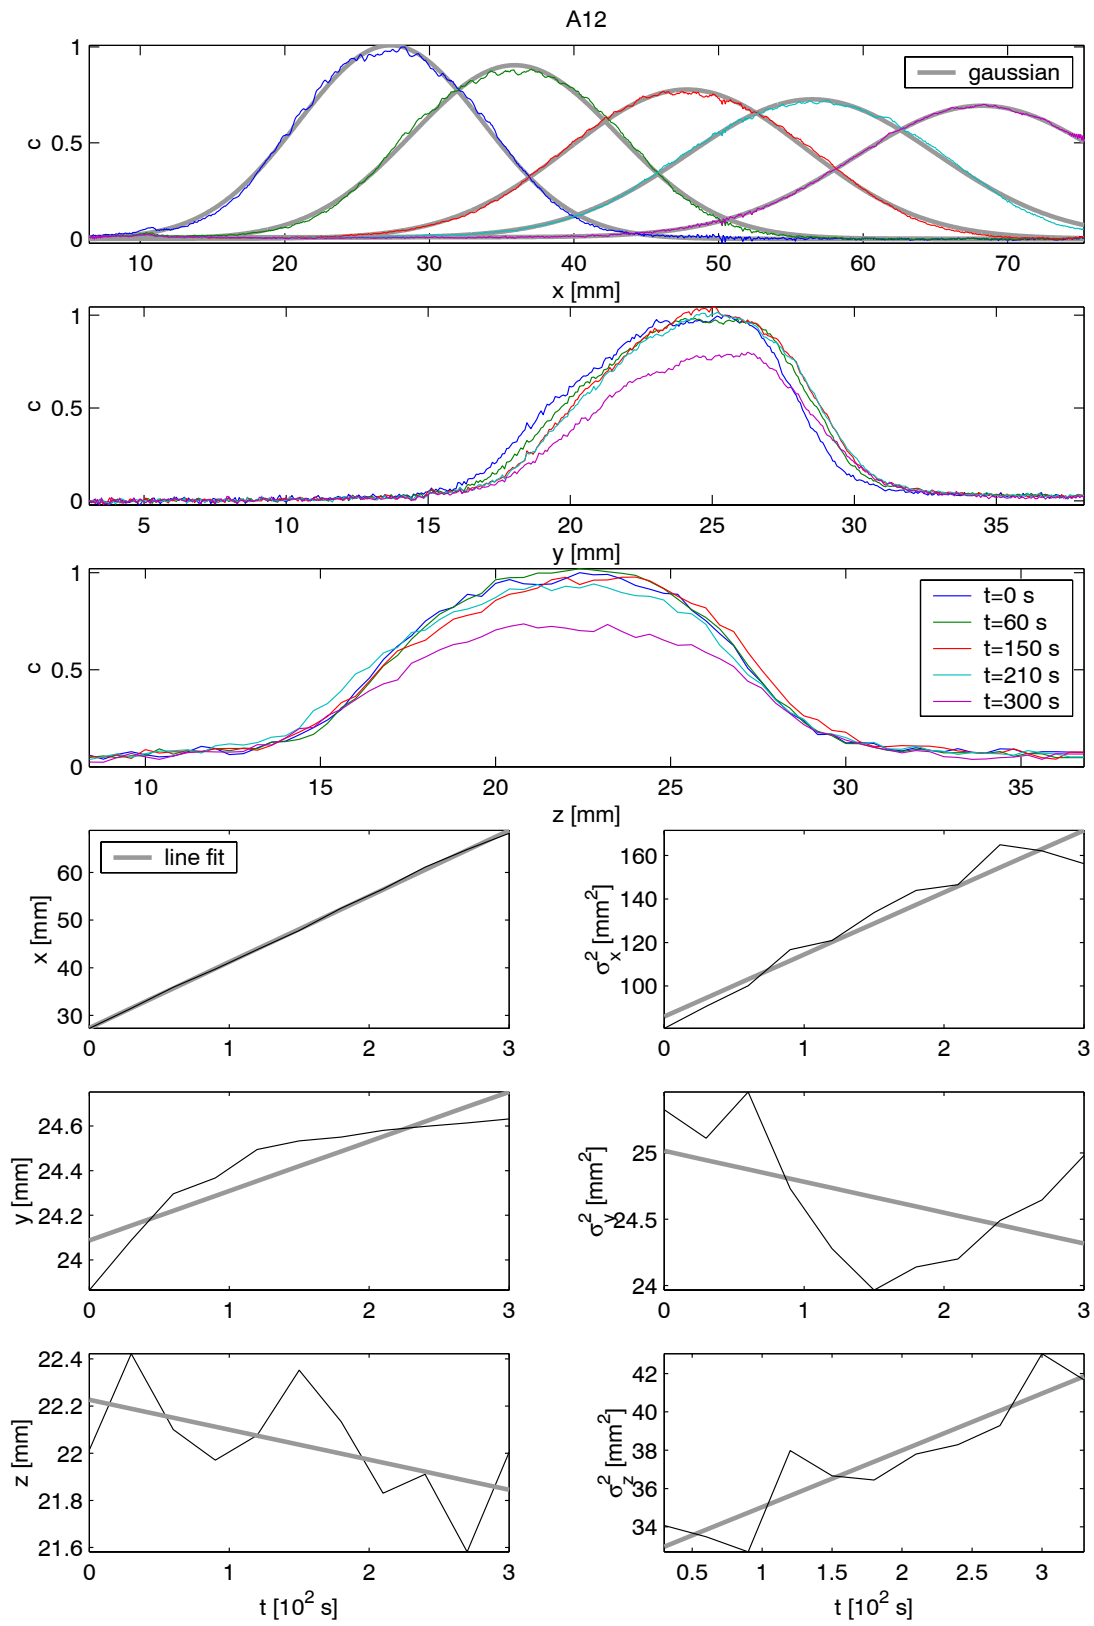 A12
1
0.5
0
c
gaussian
10 20 30 40 50 60 70
x [mm]
1
0.5
0
c
5 10 15 20 25 30 35
y [mm]
1
0.5
0
c
t=0 s
t=60 s
t=150 s
t=210 s
t=300 s
10 15 20 25 30 35
z [mm]
line fit
60
50
40
30
x [mm]
0 1 2 3
160
140
120
100
σx² [mm²]
0 1 2 3
24.6
24.4
24.2
24
y [mm]
0 1 2 3
25
24.5
24
σy² [mm²]
0 1 2 3
22.4
22.2
22
21.8
21.6
z [mm]
0 1 2 3
t [10² s]
42
40
38
36
34
σz² [mm²]
0.5 1 1.5 2 2.5 3
t [10² s]